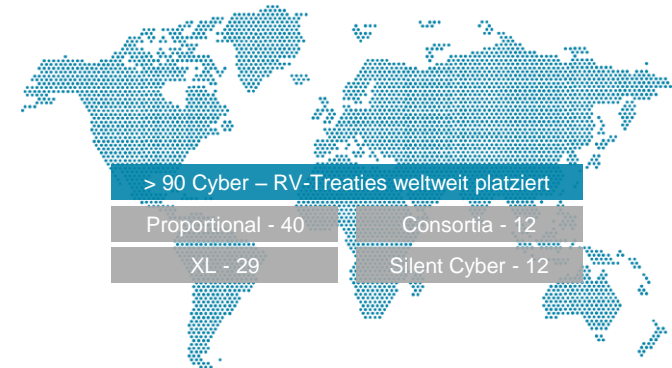 > 90 Cyber – RV-Treaties weltweit platziert
Proportional - 40
Consortia - 12
XL - 29
Silent Cyber - 12